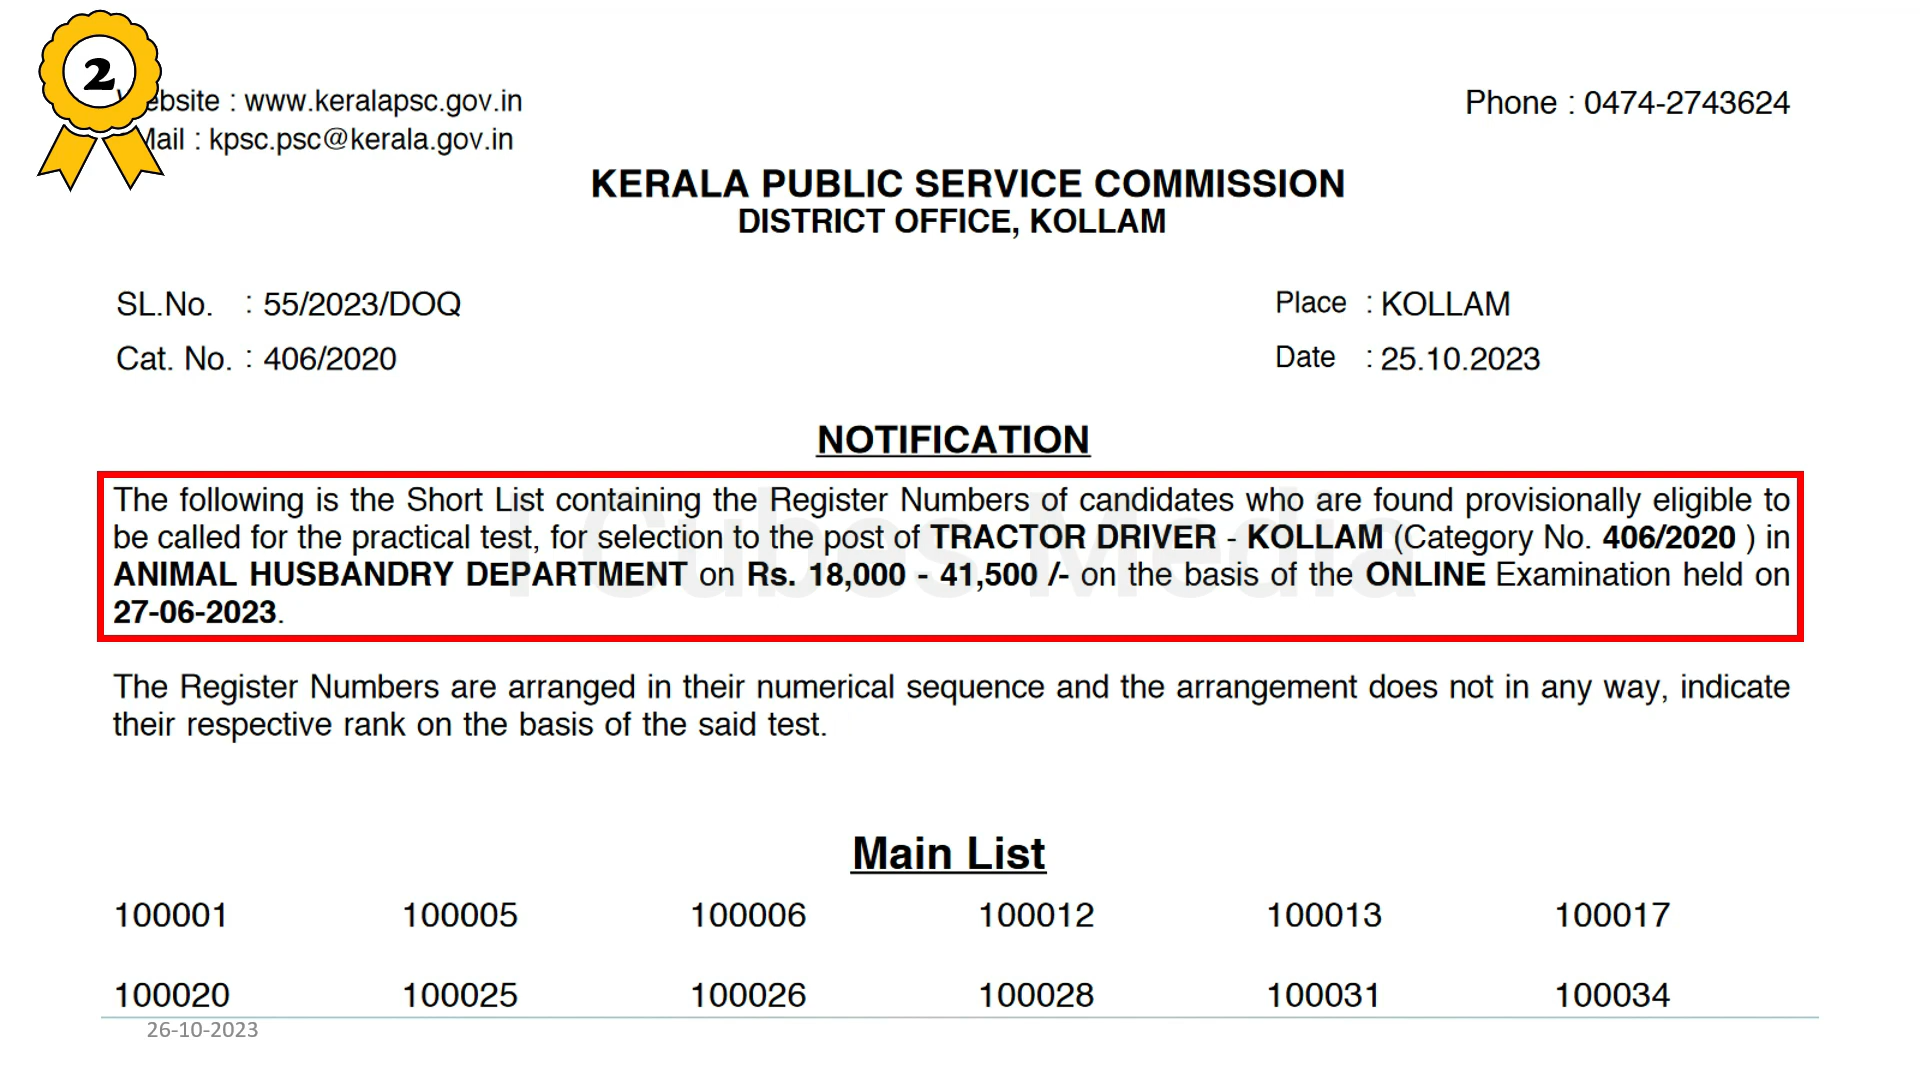 2
ebsite : www.keralapsc.gov.in
Phone : 0474-2743624
Mail : kpsc.psc@kerala.gov.in
KERALA PUBLIC SERVICE COMMISSION
DISTRICT OFFICE, KOLLAM
SL.No. : 55/2023/DOQ
Place : KOLLAM
Cat. No. : 406/2020
Date : 25.10.2023
NOTIFICATION
The following is the Short List containing the Register Numbers of candidates who are found provisionally eligible to
be called for the practical test, for selection to the post of TRACTOR DRIVER - KOLLAM (Category No. 406/2020 ) in
ANIMAL HUSBANDRY DEPARTMENT on Rs. 18,000 - 41,500 /- on the basis of the ONLINE Examination held on
27-06-2023.
I Cubes Media
The Register Numbers are arranged in their numerical sequence and the arrangement does not in any way, indicate
their respective rank on the basis of the said test.
Main List
100001 100005 100006 100012 100013 100017
100020 100025 100026 100028 100031 100034
26-10-2023